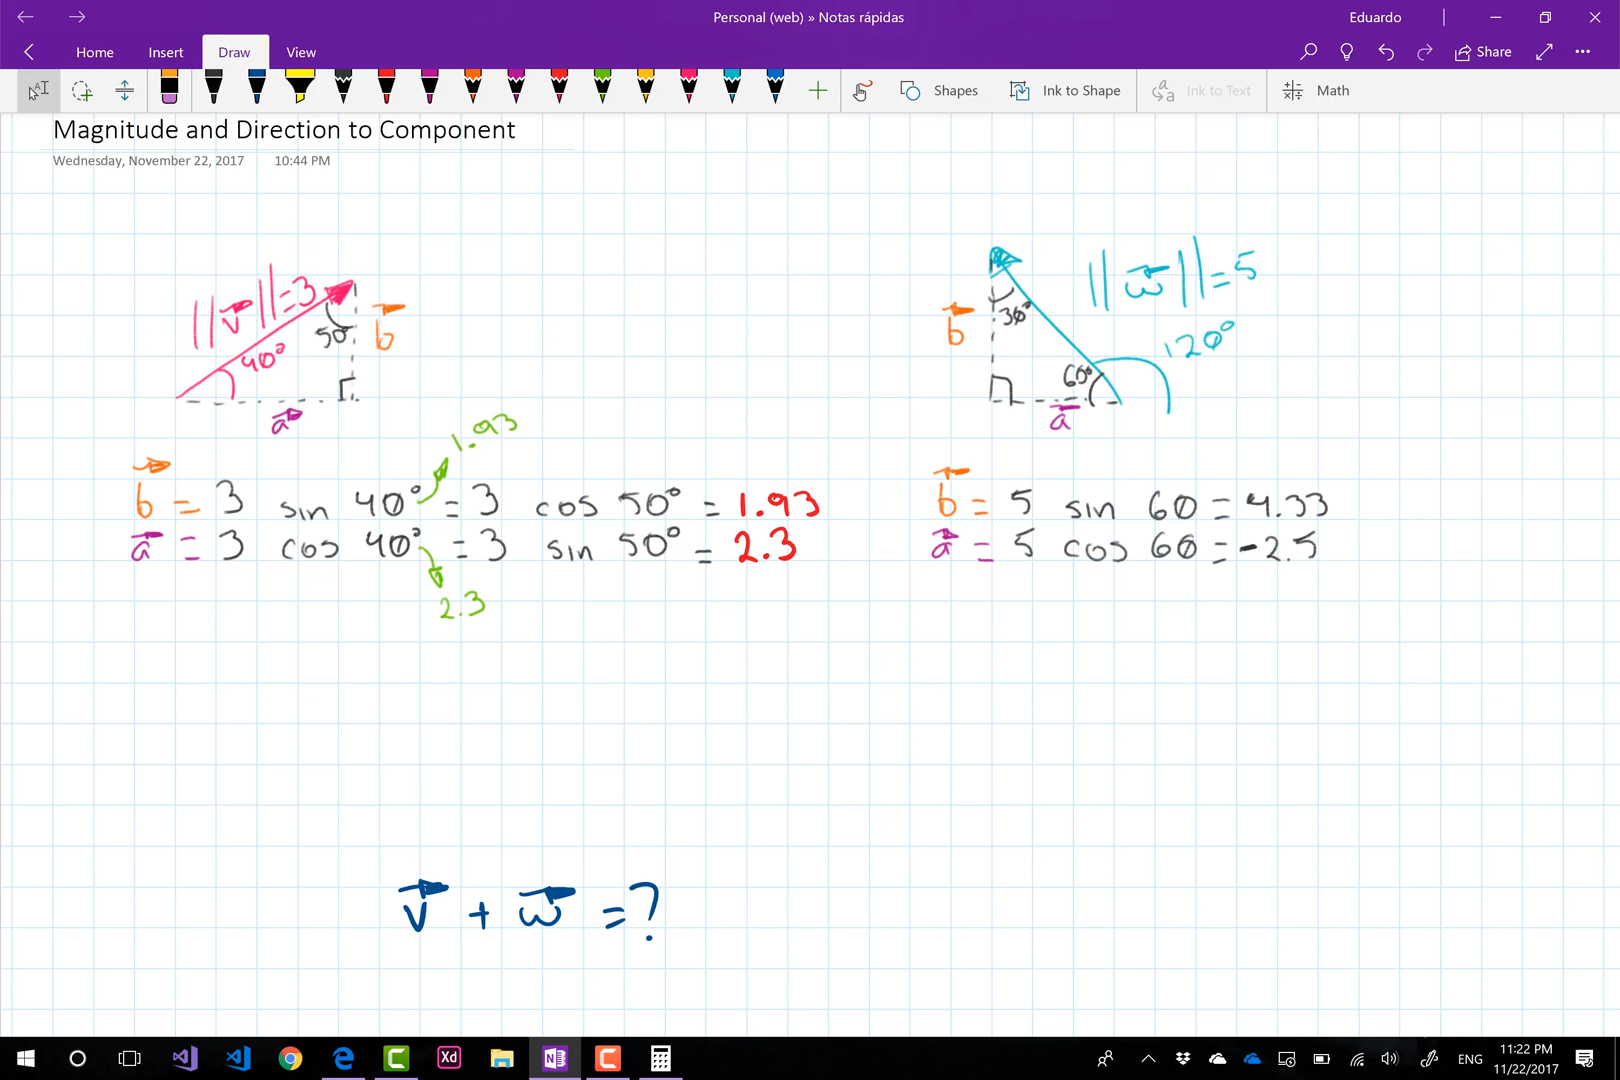 Personal (web) » Notas rápidas
Eduardo
Home Insert Draw View
Share
Shapes Ink to Shape Ink to Text Math
Magnitude and Direction to Component
Wednesday, November 22, 2017 10:44 PM
||v⃗||=3
40°
50°
b⃗
a⃗
||w⃗||=5
120°
30°
60°
b⃗
a⃗
1.93
b⃗ = 3 sin 40° = 3 cos 50° = 1.93
a⃗ = 3 cos 40° = 3 sin 50° = 2.3
2.3
b⃗ = 5 sin 60 = 4.33
a⃗ = 5 cos 60 = -2.5
v⃗ + w⃗ = ?
Xd
ENG
11:22 PM
11/22/2017